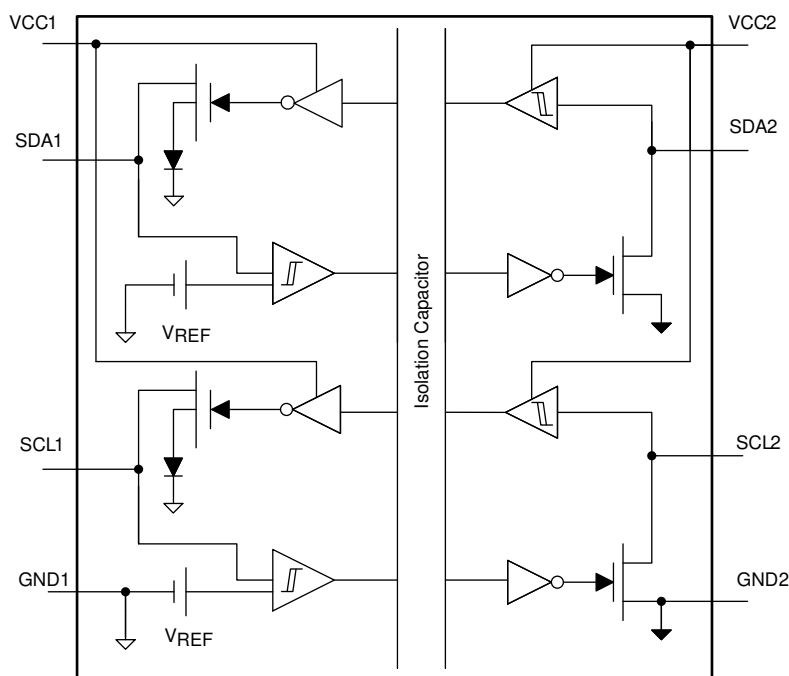 VCC1
VCC2
SDA1
SDA2
VREF
Isolation Capacitor
SCL1
SCL2
GND1
GND2
VREF